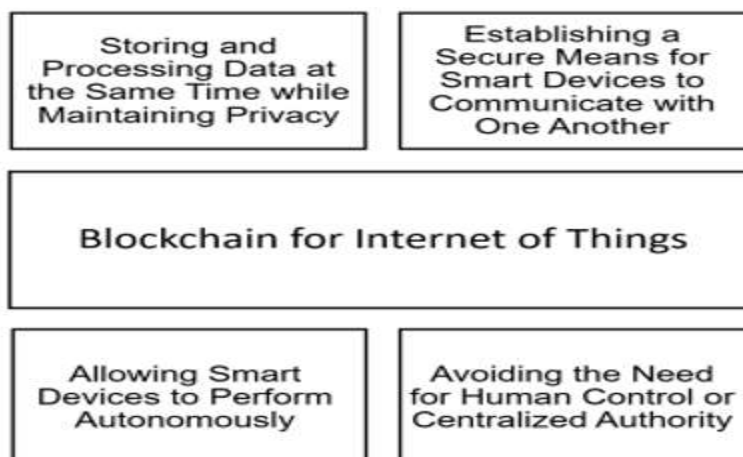 Storing and
Processing Data at
the Same Time while
Maintaining Privacy
Establishing a
Secure Means for
Smart Devices to
Communicate with
One Another
Blockchain for Internet of Things
Allowing Smart
Devices to Perform
Autonomously
Avoiding the Need
for Human Control or
Centralized Authority